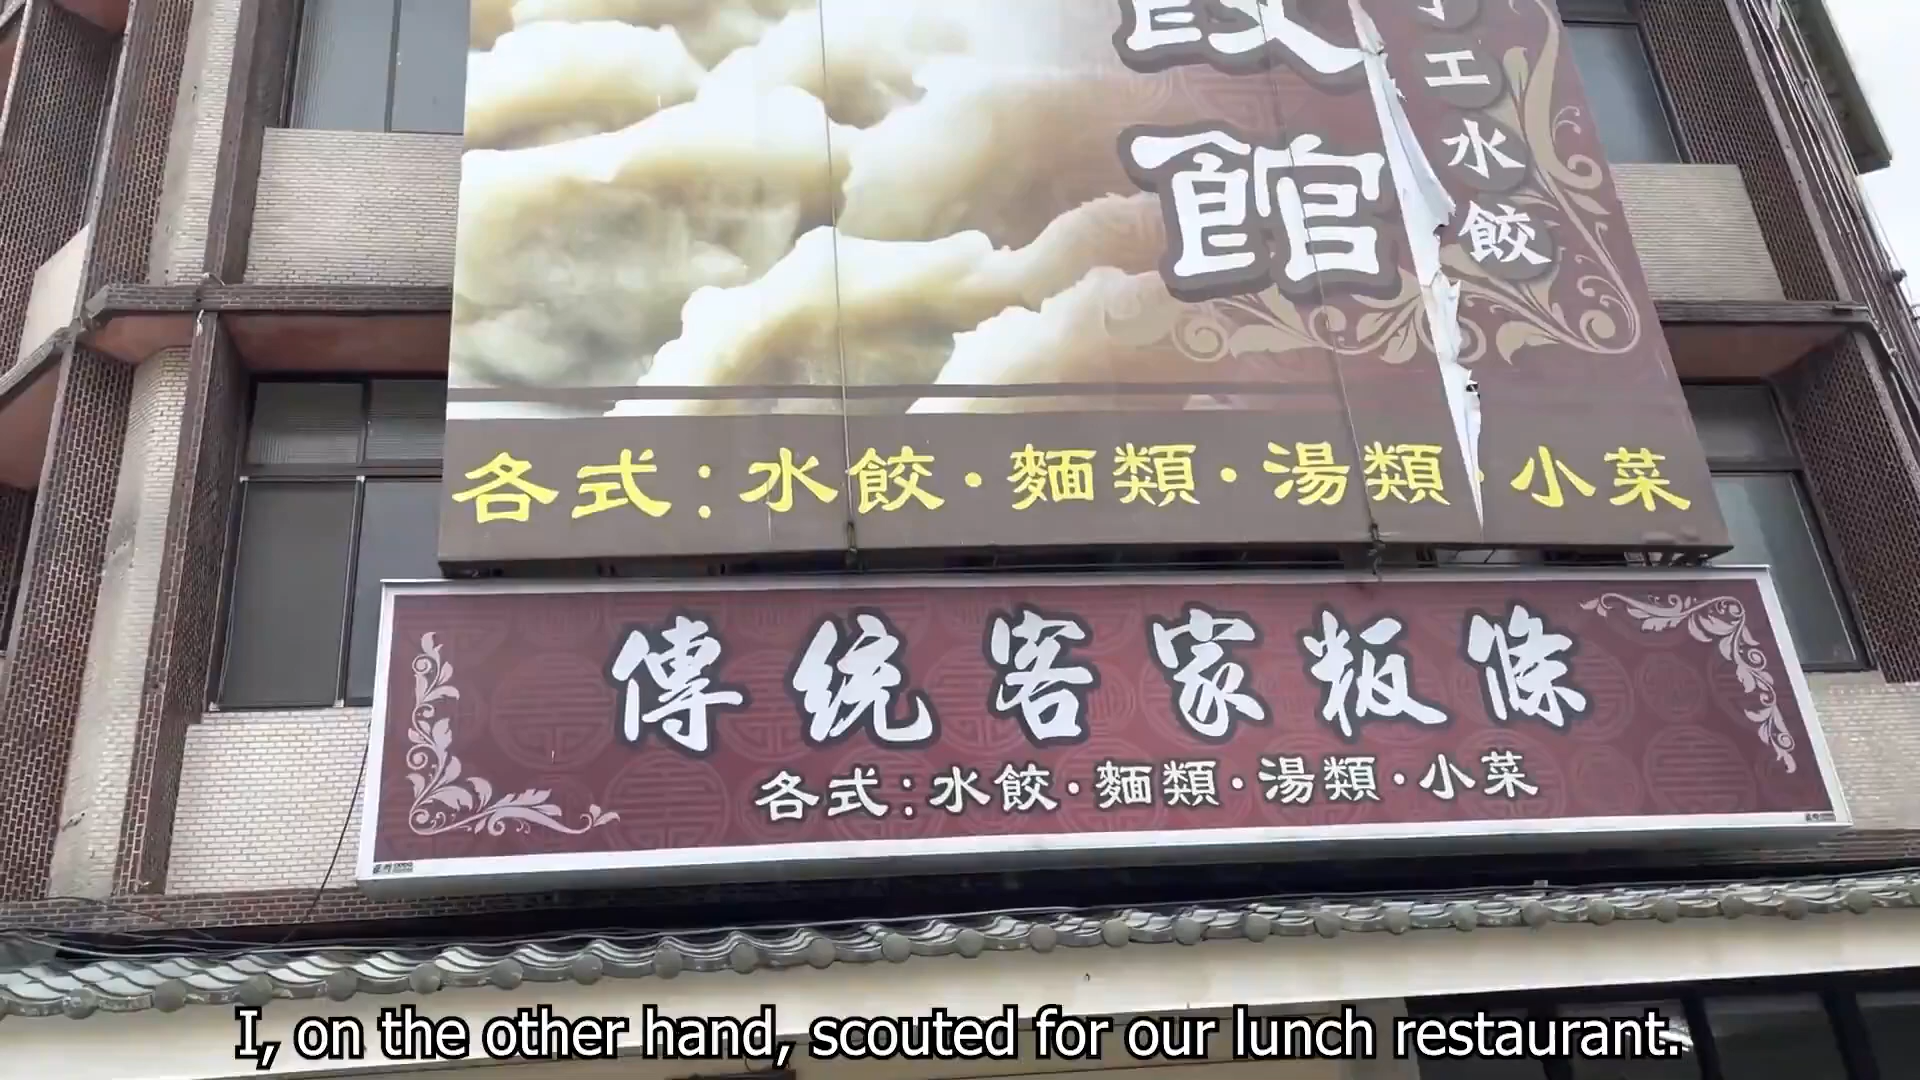 館
工水餃
各式：水餃・麵類・湯類・小菜
傳統客家粄條
各式：水餃・麵類・湯類・小菜
I, on the other hand, scouted for our lunch restaurant.